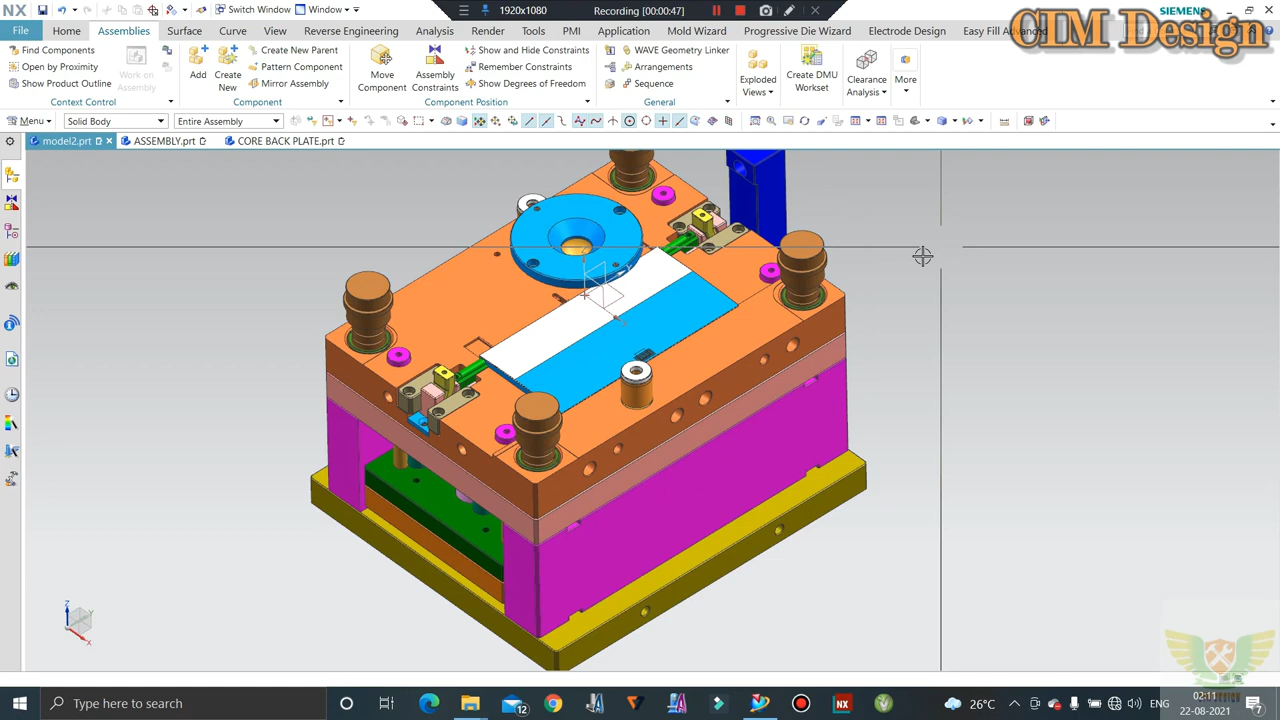 NX
Switch Window
Window
1920x1080
Recording [00:00:47]
SIEMENS
CIM Design
File
Home
Assemblies
Surface
Curve
View
Reverse Engineering
Analysis
Render
Tools
PMI
Application
Mold Wizard
Progressive Die Wizard
Electrode Design
Easy Fill Advanced
Find Components
Open by Proximity
Show Product Outline
Work on
Assembly
Context Control
Add
Create
New
Create New Parent
Pattern Component
Mirror Assembly
Component
Move
Component
Assembly
Constraints
Show and Hide Constraints
Remember Constraints
Show Degrees of Freedom
Component Position
WAVE Geometry Linker
Arrangements
Sequence
General
Exploded
Views
Create DMU
Workset
Clearance
Analysis
More
Menu
Solid Body
Entire Assembly
model2.prt
ASSEMBLY.prt
CORE BACK PLATE.prt
Z
Y
X
Type here to search
12
NX
26°C
ENG
02:11
22-08-2021
7